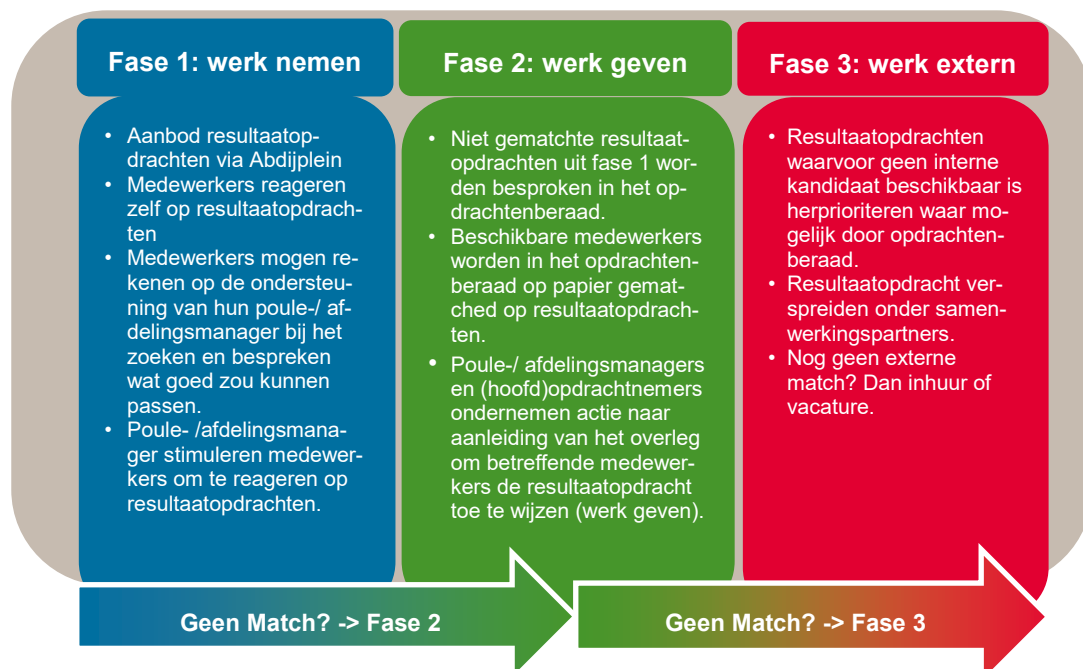 Fase 1: werk nemen
• Aanbod resultaatop-
drachten via Abdijplein
• Medewerkers reageren
zelf op resultaatopdrach-
ten
• Medewerkers mogen re-
kenen op de ondersteu-
ning van hun poule-/ af-
delingsmanager bij het
zoeken en bespreken
wat goed zou kunnen
passen.
• Poule- /afdelingsmana-
ger stimuleren medewer-
kers om te reageren op
resultaatopdrachten.
Fase 2: werk geven
• Niet gematchte resultaat-
opdrachten uit fase 1 wor-
den besproken in het op-
drachtenberaad.
• Beschikbare medewerkers
worden in het opdrachten-
beraad op papier gemat-
ched op resultaatopdrach-
ten.
• Poule-/ afdelingsmanagers
en (hoofd)opdrachtnemers
ondernemen actie naar
aanleiding van het overleg
om betreffende medewer-
kers de resultaatopdracht
toe te wijzen (werk geven).
Fase 3: werk extern
• Resultaatopdrachten
waarvoor geen interne
kandidaat beschikbaar is
herprioriteren waar mo-
gelijk door opdrachten-
beraad.
• Resultaatopdracht ver-
spreiden onder samen-
werkingspartners.
• Nog geen externe
match? Dan inhuur of
vacature.
Geen Match? -> Fase 2
Geen Match? -> Fase 3